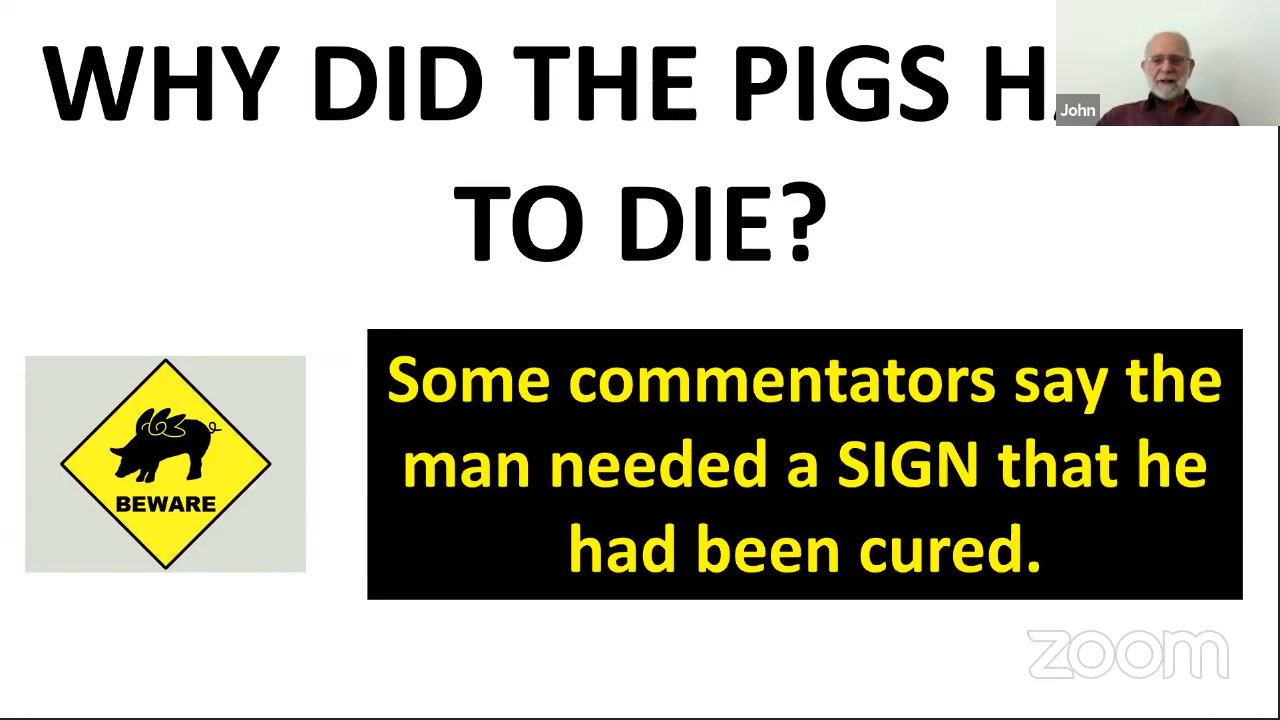 WHY DID THE PIGS
John
TO DIE?
Some commentators say the
man needed a SIGN that he
had been cured.
BEWARE
zoom